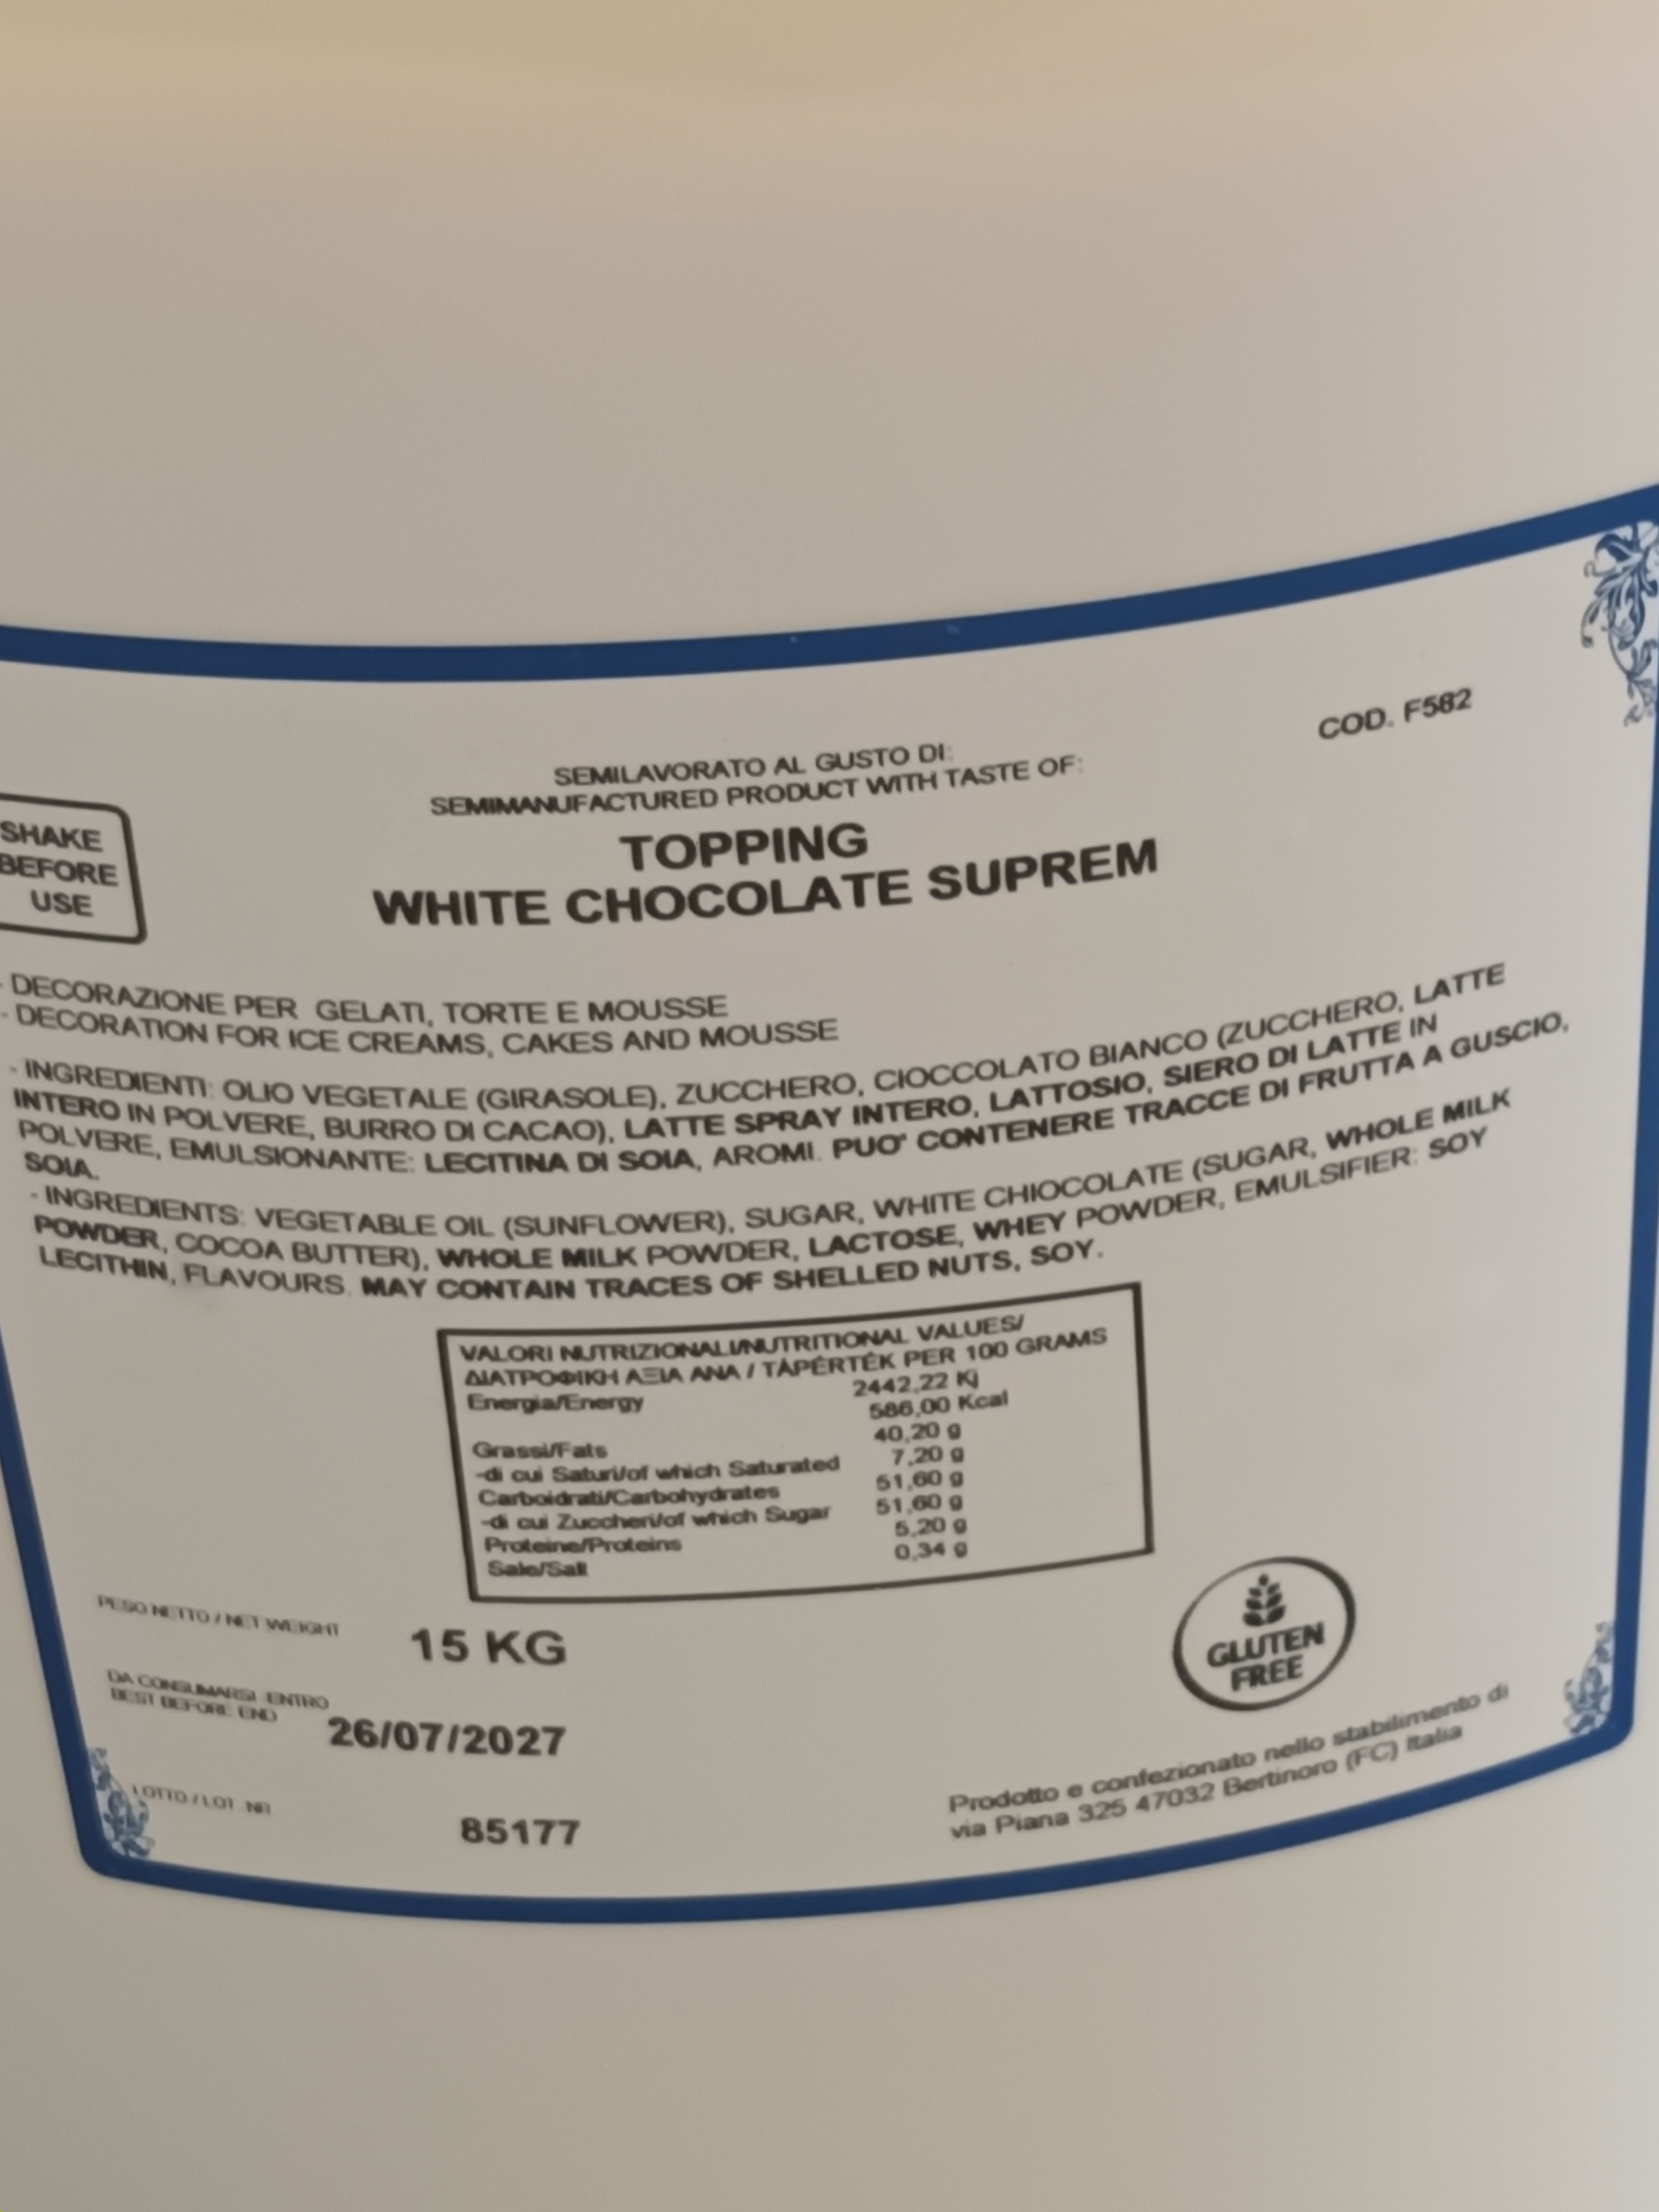 COD. F582
SEMILAVORATO AL GUSTO DI:
SEMIMANUFACTURED PRODUCT WITH TASTE OF:
TOPPING
WHITE CHOCOLATE SUPREM
SHAKE
BEFORE
USE
- DECORAZIONE PER GELATI, TORTE E MOUSSE
- DECORATION FOR ICE CREAMS, CAKES AND MOUSSE
- INGREDIENTI: OLIO VEGETALE (GIRASOLE), ZUCCHERO, CIOCCOLATO BIANCO (ZUCCHERO, LATTE
INTERO IN POLVERE, BURRO DI CACAO), LATTE SPRAY INTERO, LATTOSIO, SIERO DI LATTE IN
POLVERE, EMULSIONANTE: LECITINA DI SOIA, AROMI. PUO' CONTENERE TRACCE DI FRUTTA A GUSCIO,
SOIA.
- INGREDIENTS: VEGETABLE OIL (SUNFLOWER), SUGAR, WHITE CHIOCOLATE (SUGAR, WHOLE MILK
POWDER, COCOA BUTTER), WHOLE MILK POWDER, LACTOSE, WHEY POWDER, EMULSIFIER: SOY
LECITHIN, FLAVOURS. MAY CONTAIN TRACES OF SHELLED NUTS, SOY.
VALORI NUTRIZIONALI/NUTRITIONAL VALUES/
ΔΙΑΤΡΟΦΙΚΗ ΑΞΙΑ ΑΝΑ / TÁPÉRTÉK PER 100 GRAMS
Energia/Energy 2442,22 Kj
586,00 Kcal
Grassi/Fats 40,20 g
-di cui Saturi/of which Saturated 7,20 g
Carboidrati/Carbohydrates 51,60 g
-di cui Zuccheri/of which Sugar 51,60 g
Proteine/Proteins 5,20 g
Sale/Salt 0,34 g
PESO NETTO / NET WEIGHT 15 KG
DA CONSUMARSI ENTRO
BEST BEFORE END 26/07/2027
LOTTO / LOT NR 85177
GLUTEN
FREE
Prodotto e confezionato nello stabilimento di
via Piana 325 47032 Bertinoro (FC) Italia